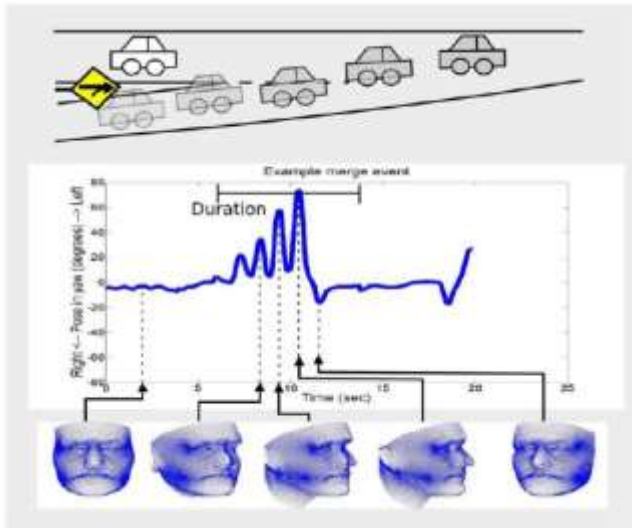 Example merge event
Duration
Right <-- Pose in yaw (degrees) --> Left
80
60
40
20
0
-20
-40
-60
-80
0 5 10 15 20 25
Time (sec)